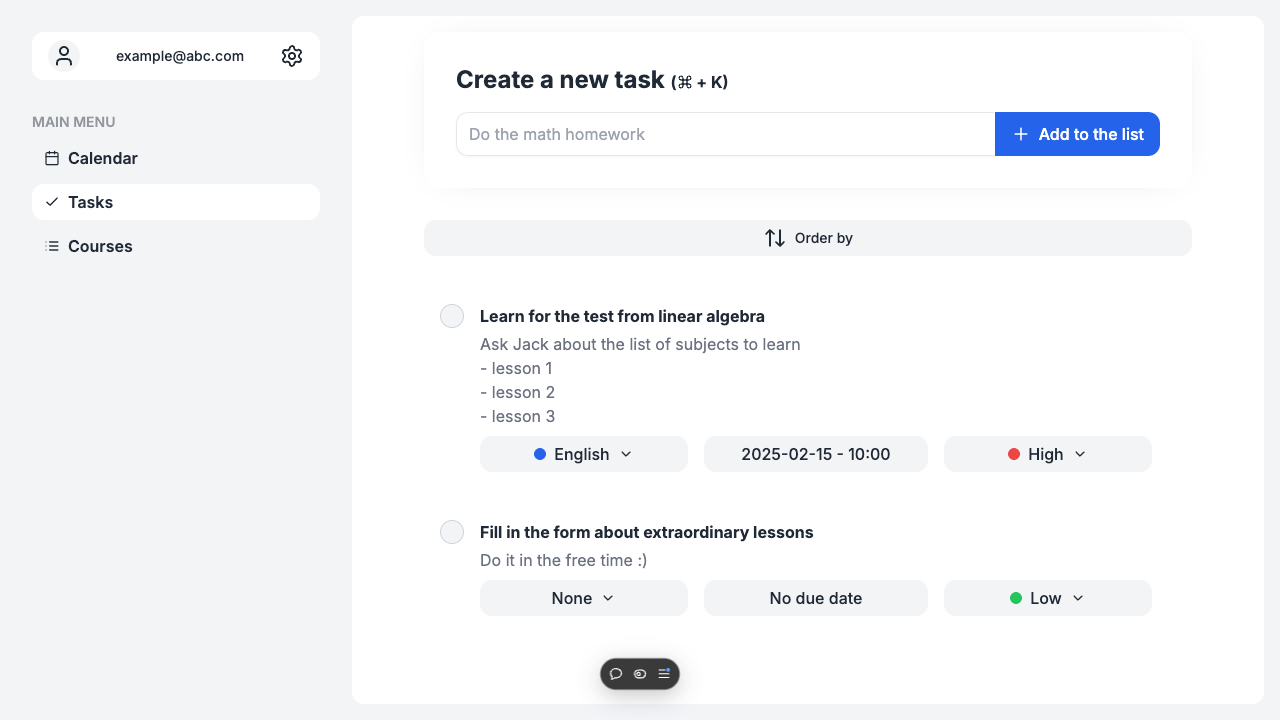 example@abc.com
MAIN MENU
Calendar
Tasks
Courses
Create a new task (⌘ + K)
Do the math homework
Add to the list
Order by
Learn for the test from linear algebra
Ask Jack about the list of subjects to learn
- lesson 1
- lesson 2
- lesson 3
English
2025-02-15 - 10:00
High
Fill in the form about extraordinary lessons
Do it in the free time :)
None
No due date
Low